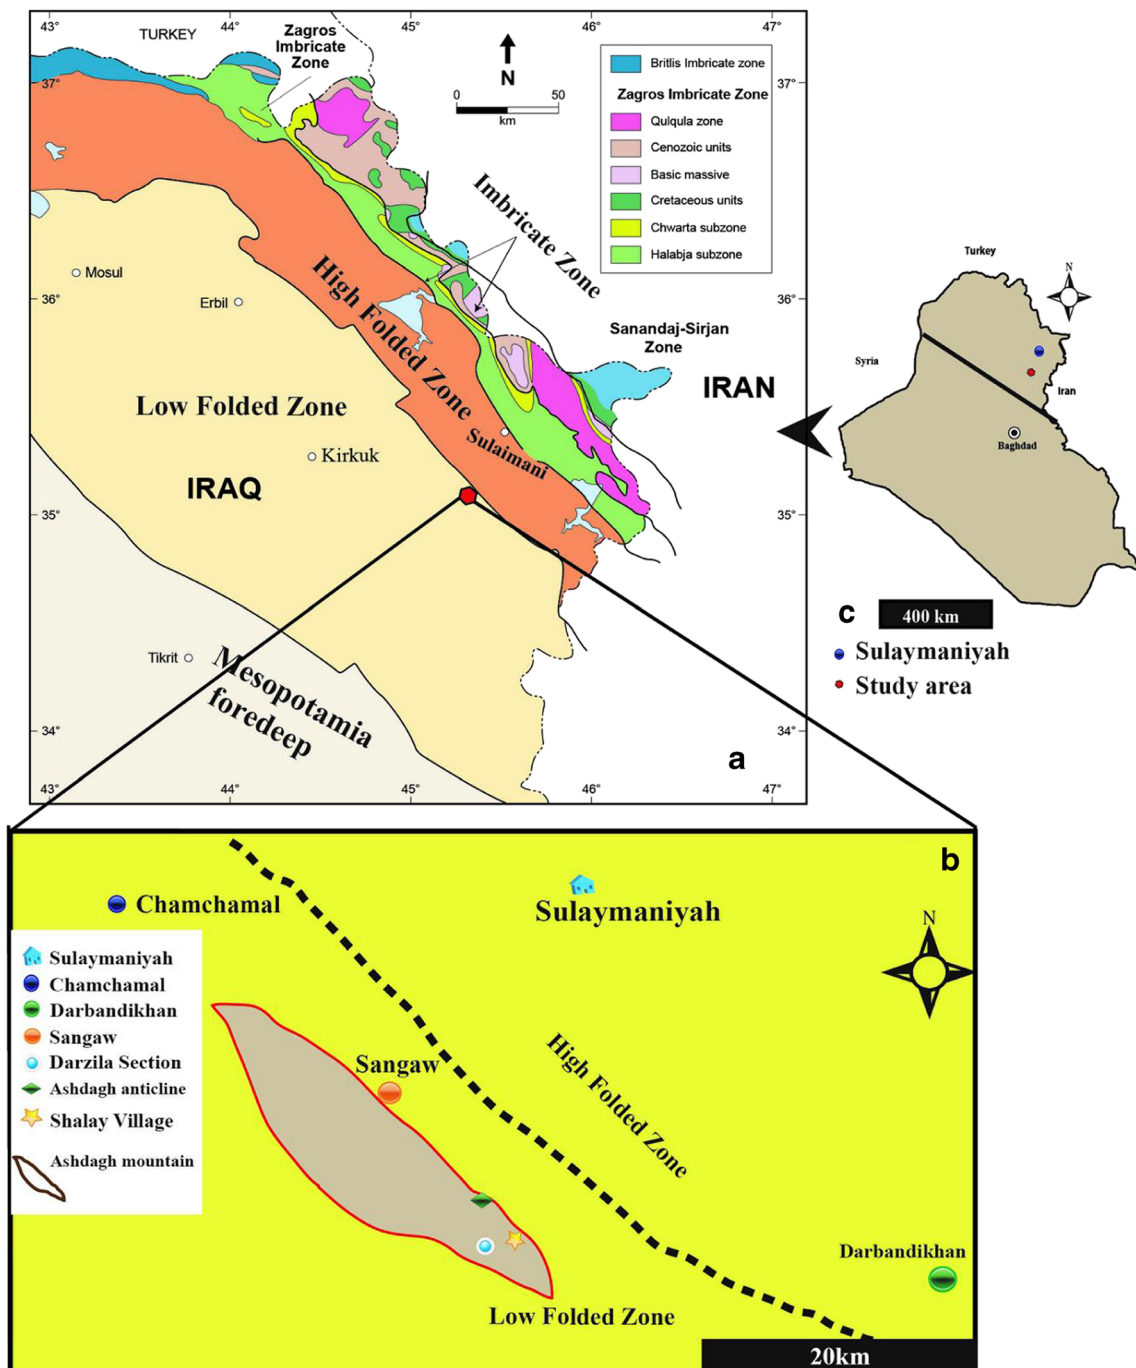 43°
44°
45°
46°
47°
TURKEY
Zagros
Imbricate
Zone
N
0
50
km
Britlis Imbricate zone
Zagros Imbricate Zone
Qulqula zone
Cenozoic units
Basic massive
Cretaceous units
Chwarta subzone
Halabja subzone
37°
37°
36°
36°
35°
35°
34°
34°
Imbricate Zone
High Folded Zone
Mosul
Erbil
Sanandaj-Sirjan
Zone
IRAN
Low Folded Zone
Sulaimani
Kirkuk
IRAQ
Tikrit
Mesopotamia
foredeep
a
43°
44°
45°
46°
47°
Turkey
N
Syria
Iran
Baghdad
c
400 km
Sulaymaniyah
Study area
b
Chamchamal
Sulaymaniyah
N
Sulaymaniyah
Chamchamal
Darbandikhan
Sangaw
Darzila Section
Ashdagh anticline
Shalay Village
Ashdagh mountain
Sangaw
High Folded Zone
Darbandikhan
Low Folded Zone
20km